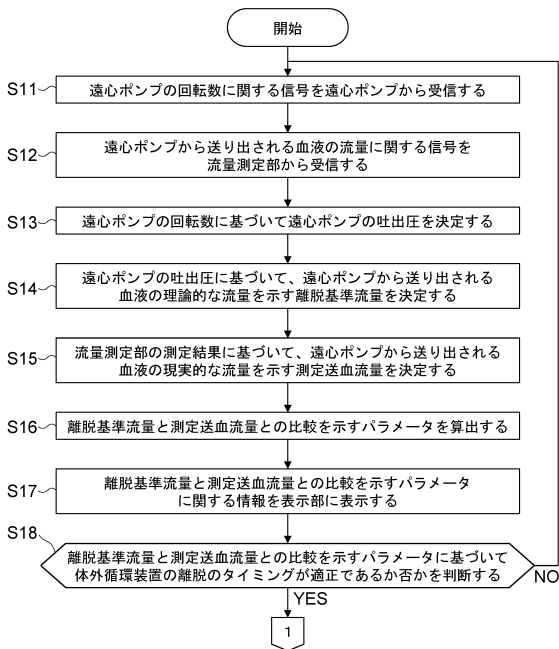 開始
S11
遠心ポンプの回転数に関する信号を遠心ポンプから受信する
S12
遠心ポンプから送り出される血液の流量に関する信号を
流量測定部から受信する
S13
遠心ポンプの回転数に基づいて遠心ポンプの吐出圧を決定する
S14
遠心ポンプの吐出圧に基づいて、遠心ポンプから送り出される
血液の理論的な流量を示す離脱基準流量を決定する
S15
流量測定部の測定結果に基づいて、遠心ポンプから送り出される
血液の現実的な流量を示す測定送血流量を決定する
S16
離脱基準流量と測定送血流量との比較を示すパラメータを算出する
S17
離脱基準流量と測定送血流量との比較を示すパラメータ
に関する情報を表示部に表示する
S18
離脱基準流量と測定送血流量との比較を示すパラメータに基づいて
体外循環装置の離脱のタイミングが適正であるか否かを判断する
NO
YES
1